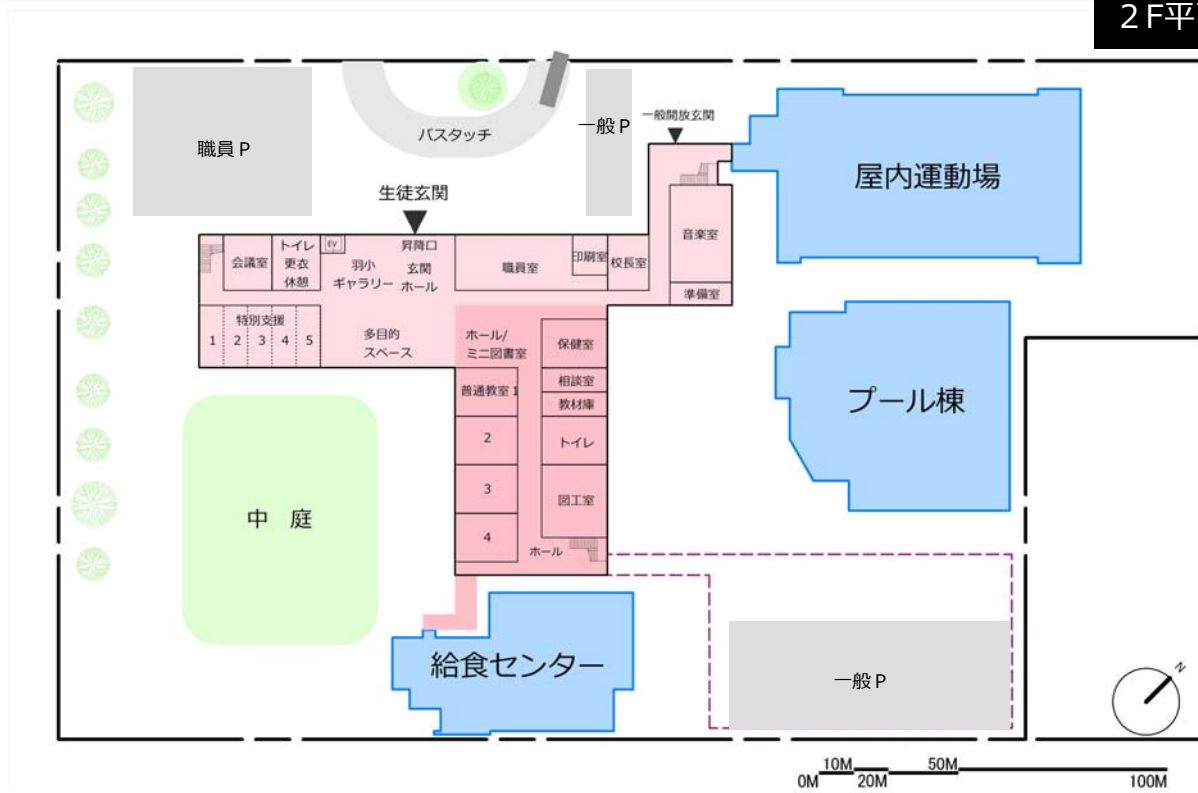 ２F平
職員Ｐ
バスタッチ
一般Ｐ
一般開放玄関
生徒玄関
屋内運動場
会議室
トイレ
更衣
休憩
EV
羽小
ギャラリー
昇降口
玄関
ホール
職員室
印刷室
校長室
音楽室
準備室
特別支援
1
2
3
4
5
多目的
スペース
ホール/
ミニ図書室
保健室
相談室
教材庫
トイレ
図工室
普通教室 1
2
3
4
ホール
プール棟
中　庭
給食センター
一般Ｐ
N
0M
10M
20M
50M
100M